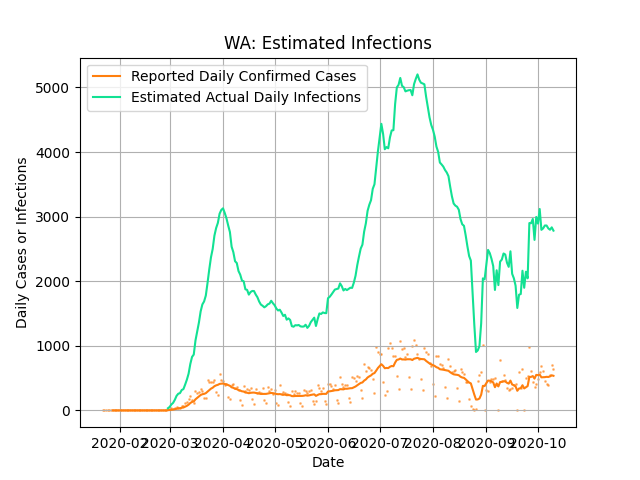 WA: Estimated Infections
Reported Daily Confirmed Cases
Estimated Actual Daily Infections
Daily Cases or Infections
5000
4000
3000
2000
1000
0
2020-02 2020-03 2020-04 2020-05 2020-06 2020-07 2020-08 2020-09 2020-10
Date